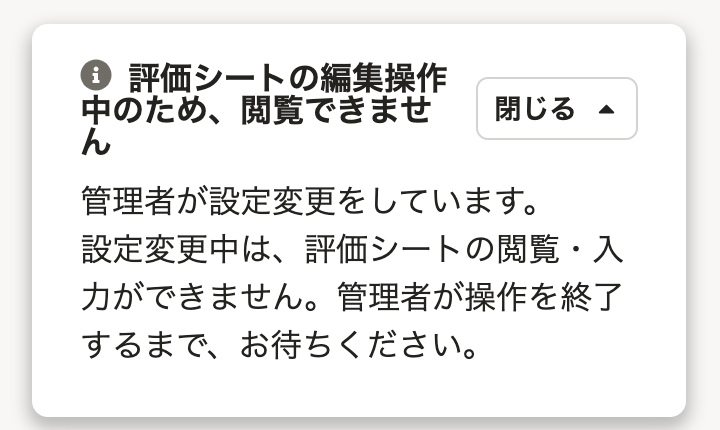 評価シートの編集操作
中のため、閲覧できませ
ん
閉じる
管理者が設定変更をしています。
設定変更中は、評価シートの閲覧・入
力ができません。管理者が操作を終了
するまで、お待ちください。